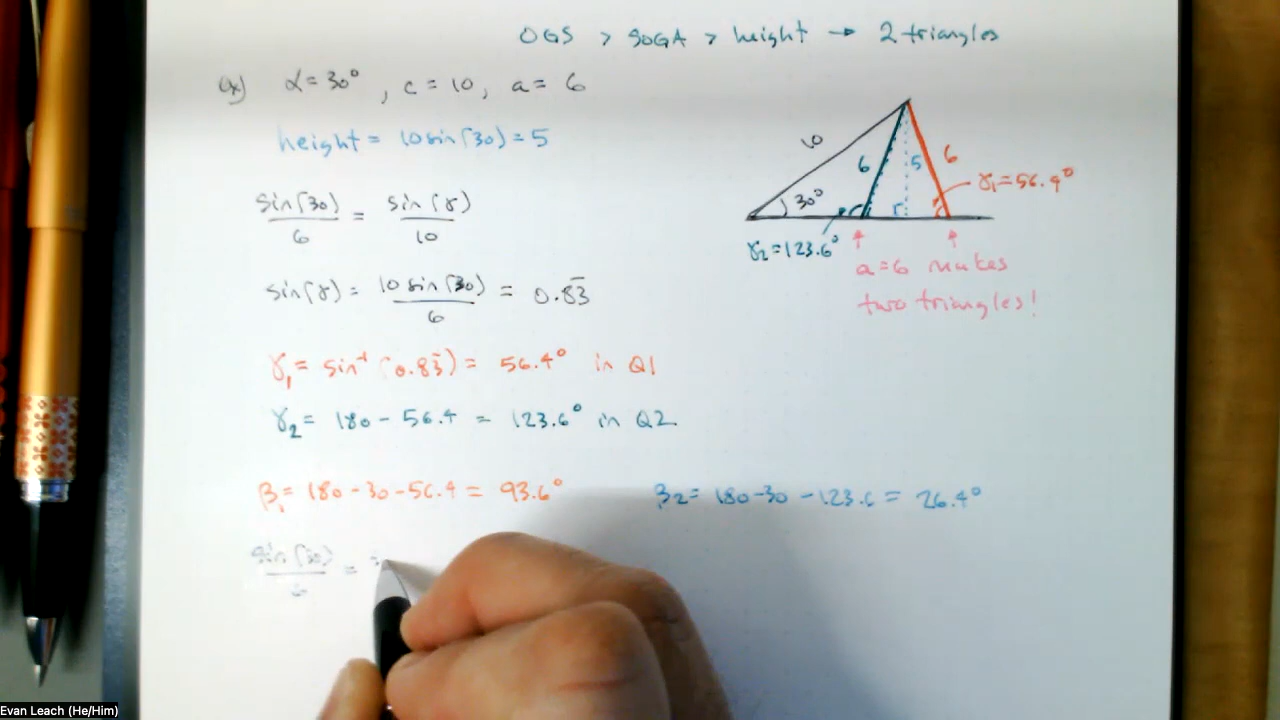 OGS > SOGA > height → 2 triangles
ex) α = 30° , c = 10, a = 6
height = 10 sin(30) = 5
sin(30)/6 = sin(γ)/10
sin(γ) = 10 sin(30)/6 = 0.83̅
γ₁ = sin⁻¹(0.83̅) = 56.4° in Q1
γ₂ = 180 - 56.4 = 123.6° in Q2
β₁ = 180 - 30 - 56.4 = 93.6°
β₂ = 180 - 30 - 123.6 = 26.4°
sin(30)/6 =
10
6
5
6
30°
γ₁ = 56.4°
γ₂ = 123.6°
a = 6 makes
two triangles!
Evan Leach (He/Him)